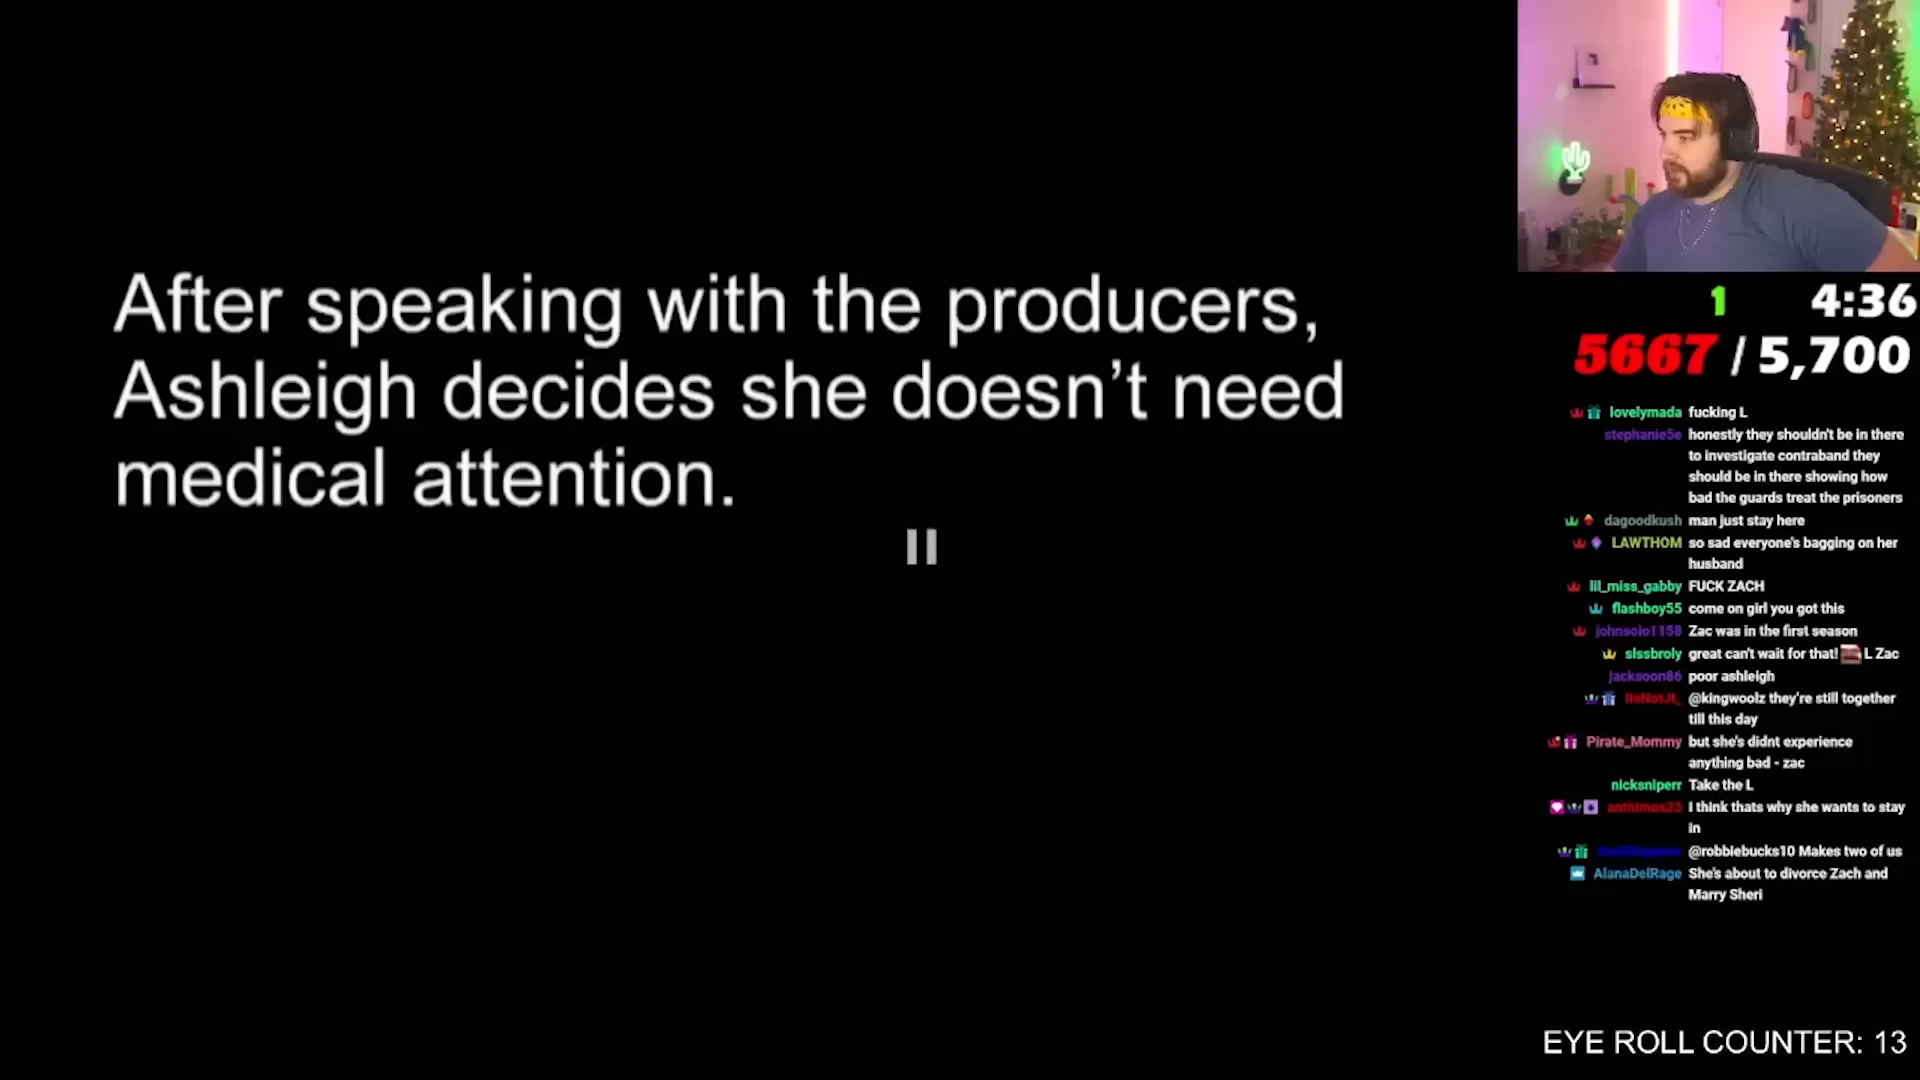 After speaking with the producers,
Ashleigh decides she doesn't need
medical attention.
1 4:36
5667 / 5,700
lovelymada fucking L
stephanie5e honestly they shouldn't be in there
to investigate contraband they
should be in there showing how
bad the guards treat the prisoners
dagoodkush man just stay here
LAWTHOM so sad everyone's bagging on her
husband
lil_miss_gabby FUCK ZACH
flashboy55 come on girl you got this
johnsolo1158 Zac was in the first season
slssbroly great can't wait for that! L Zac
jacksoon86 poor ashleigh
@kingwoolz they're still together
till this day
Pirate_Mommy but she's didnt experience
anything bad - zac
nicksniperr Take the L
anthimos23 I think thats why she wants to stay
in
@robbiebucks10 Makes two of us
AlanaDelRage She's about to divorce Zach and
Marry Sheri
EYE ROLL COUNTER: 13